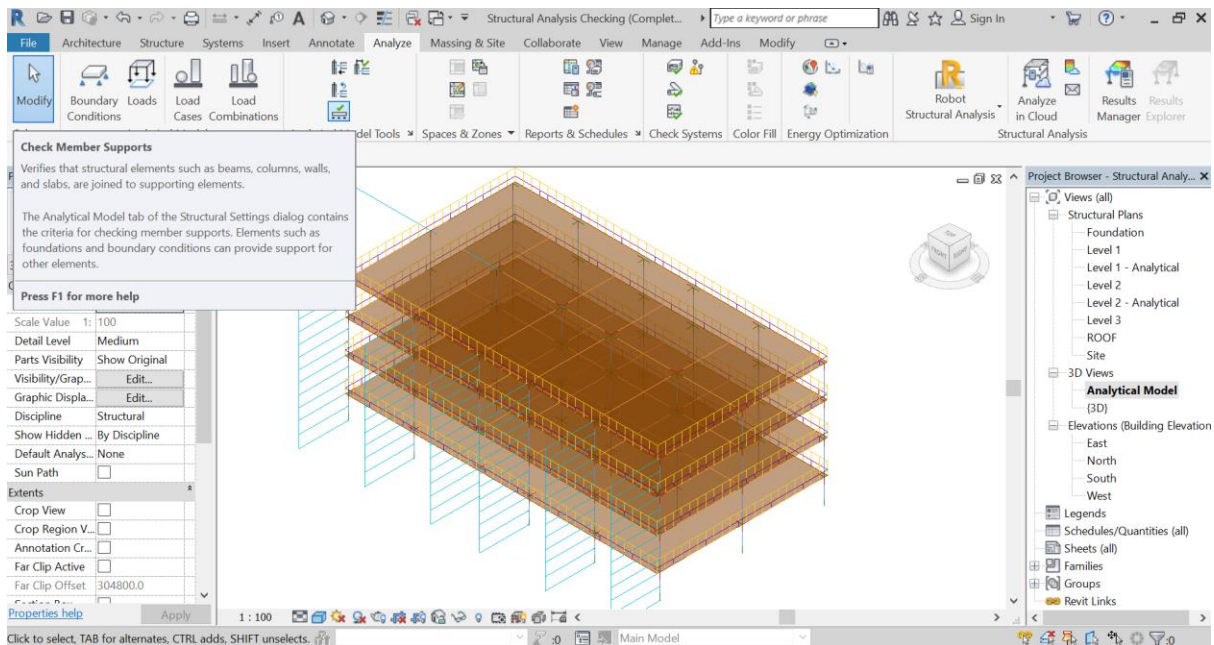 R
A
Structural Analysis Checking (Complet...
Type a keyword or phrase
Sign In
File Architecture Structure Systems Insert Annotate Analyze Massing & Site Collaborate View Manage Add-Ins Modify
Modify
Boundary Conditions
Loads
Load Cases
Load Combinations
del Tools
Spaces & Zones
Reports & Schedules
Check Systems
Color Fill
Energy Optimization
Robot Structural Analysis
Analyze in Cloud
Results Manager
Results Explorer
Structural Analysis
Check Member Supports
Verifies that structural elements such as beams, columns, walls,
and slabs, are joined to supporting elements.
The Analytical Model tab of the Structural Settings dialog contains
the criteria for checking member supports. Elements such as
foundations and boundary conditions can provide support for
other elements.
Press F1 for more help
Scale Value 1: 100
Detail Level Medium
Parts Visibility Show Original
Visibility/Grap... Edit...
Graphic Displa... Edit...
Discipline Structural
Show Hidden ... By Discipline
Default Analys... None
Sun Path
Extents
Crop View
Crop Region V...
Annotation Cr...
Far Clip Active
Far Clip Offset 304800.0
Properties help Apply
TOP
FRONT
RIGHT
Project Browser - Structural Analy...
Views (all)
Structural Plans
Foundation
Level 1
Level 1 - Analytical
Level 2
Level 2 - Analytical
Level 3
ROOF
Site
3D Views
Analytical Model
{3D}
Elevations (Building Elevation
East
North
South
West
Legends
Schedules/Quantities (all)
Sheets (all)
Families
Groups
Revit Links
1 : 100
Click to select, TAB for alternates, CTRL adds, SHIFT unselects.
:0
Main Model
:0